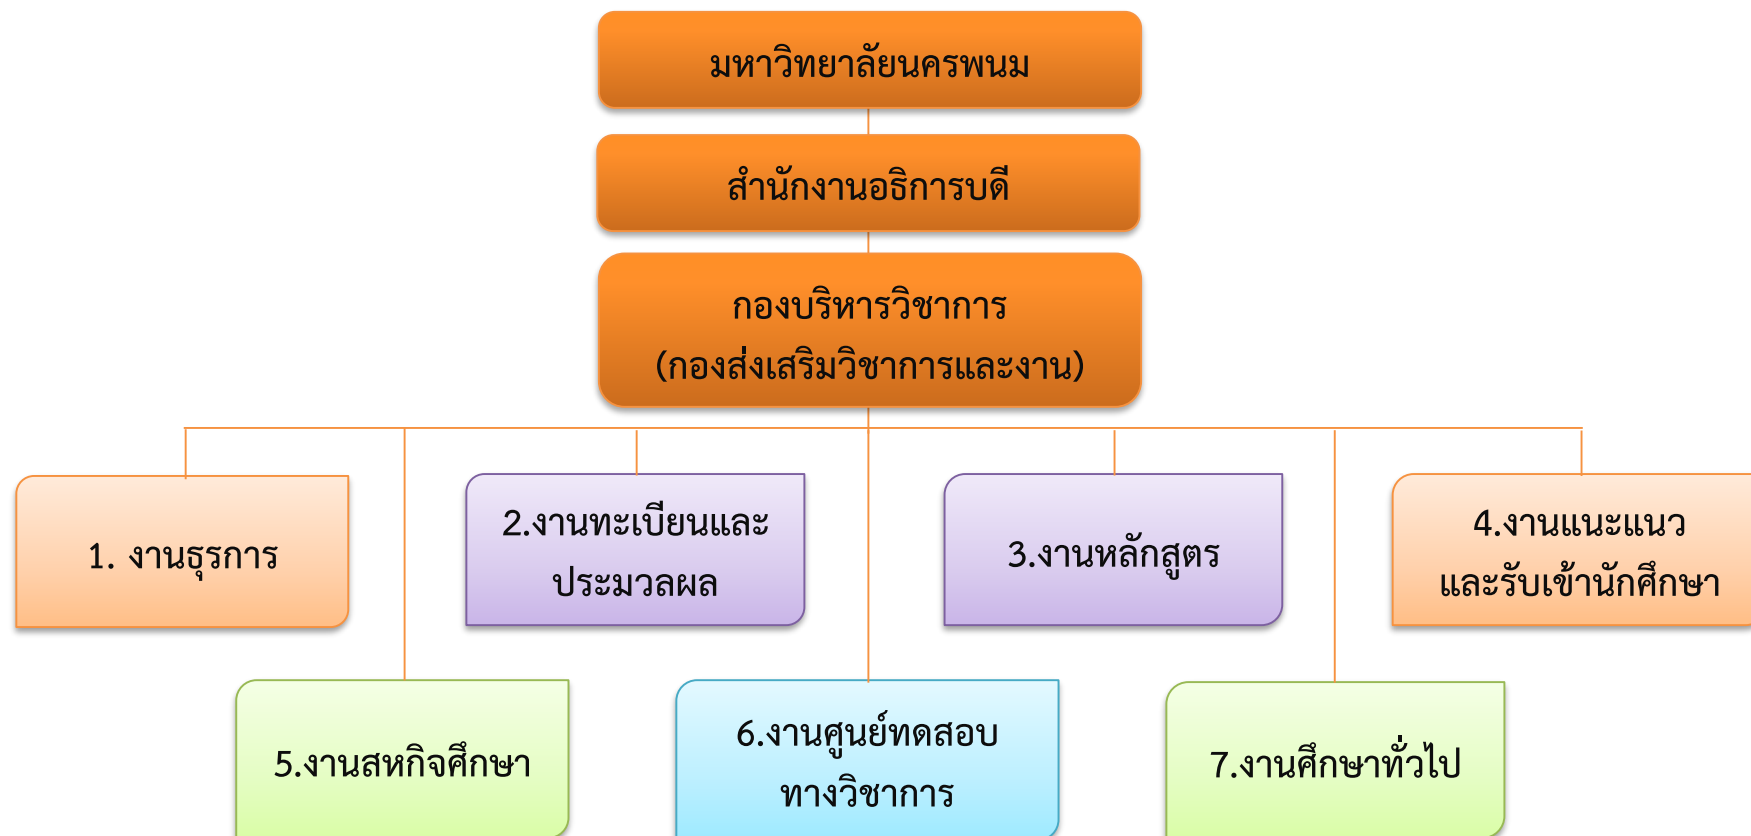 มหาวิทยาลัยนครพนม
สำนักงานอธิการบดี
กองบริหารวิชาการ
(กองส่งเสริมวิชาการและงาน)
1. งานธุรการ
2.งานทะเบียนและ
ประมวลผล
3.งานหลักสูตร
4.งานแนะแนว
และรับเข้านักศึกษา
5.งานสหกิจศึกษา
6.งานศูนย์ทดสอบ
ทางวิชาการ
7.งานศึกษาทั่วไป